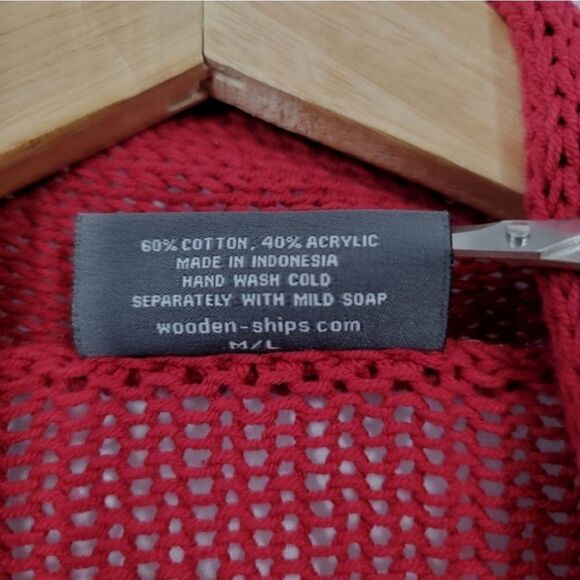 60% COTTON, 40% ACRYLIC
MADE IN INDONESIA
HAND WASH COLD
SEPARATELY WITH MILD SOAP
wooden-ships.com
M/L